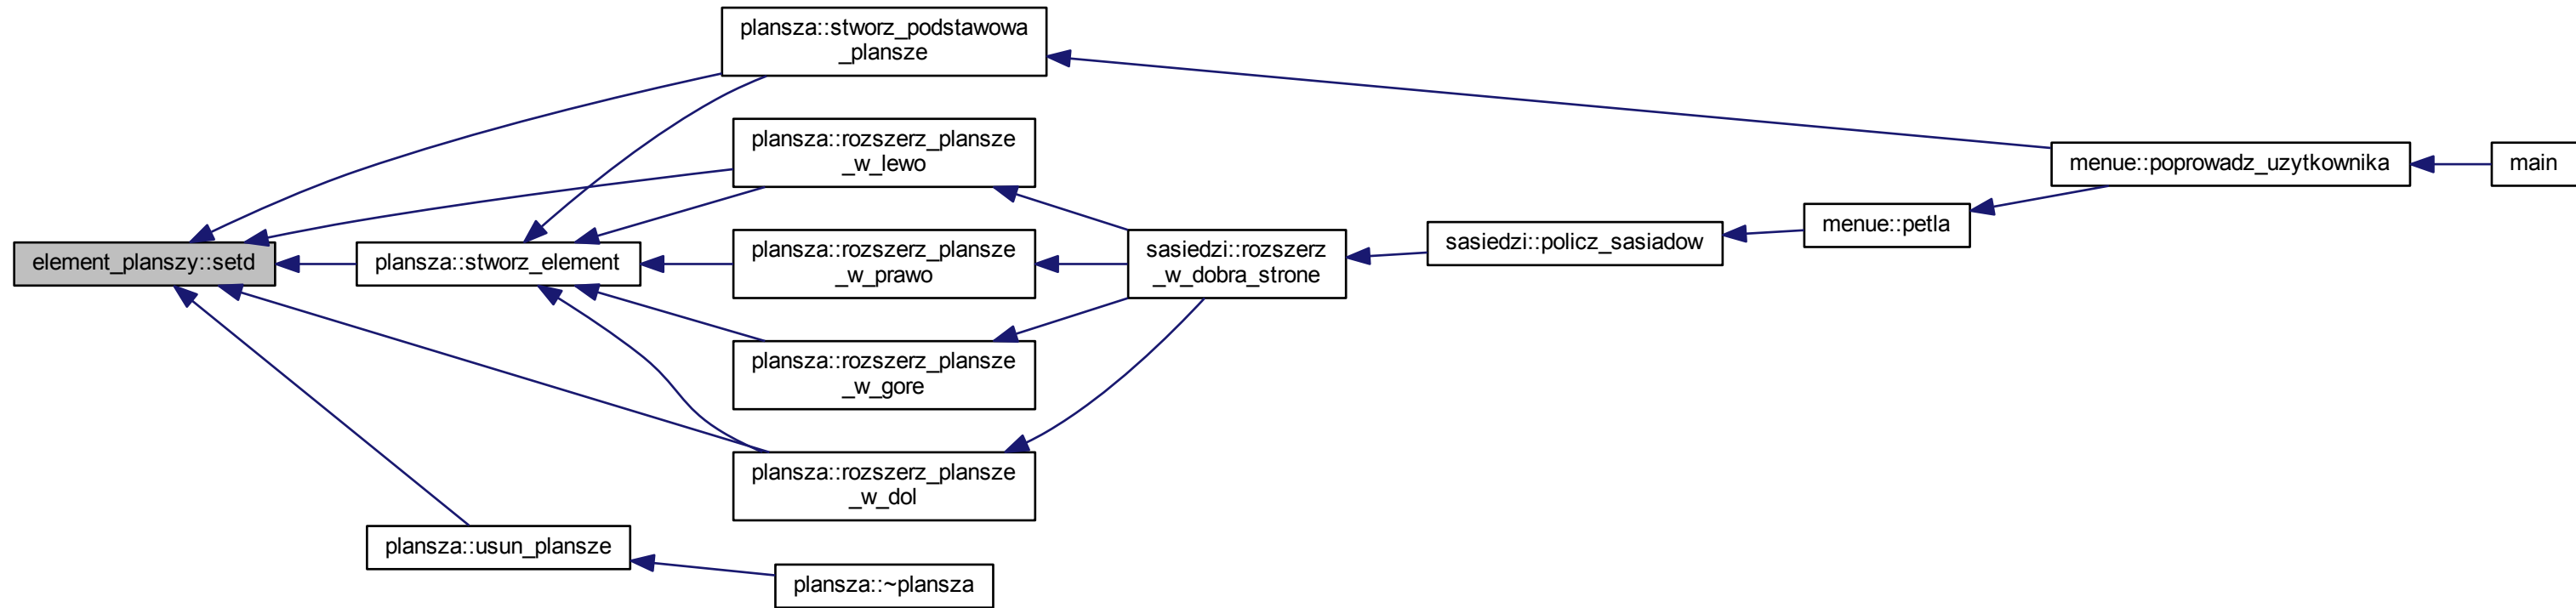 plansza::stworz_podstawowa
_plansze
plansza::rozszerz_plansze
_w_lewo
menue::poprowadz_uzytkownika
main
element_planszy::setd
plansza::stworz_element
plansza::rozszerz_plansze
_w_prawo
sasiedzi::rozszerz
_w_dobra_strone
sasiedzi::policz_sasiadow
menue::petla
plansza::rozszerz_plansze
_w_gore
plansza::rozszerz_plansze
_w_dol
plansza::usun_plansze
plansza::~plansza